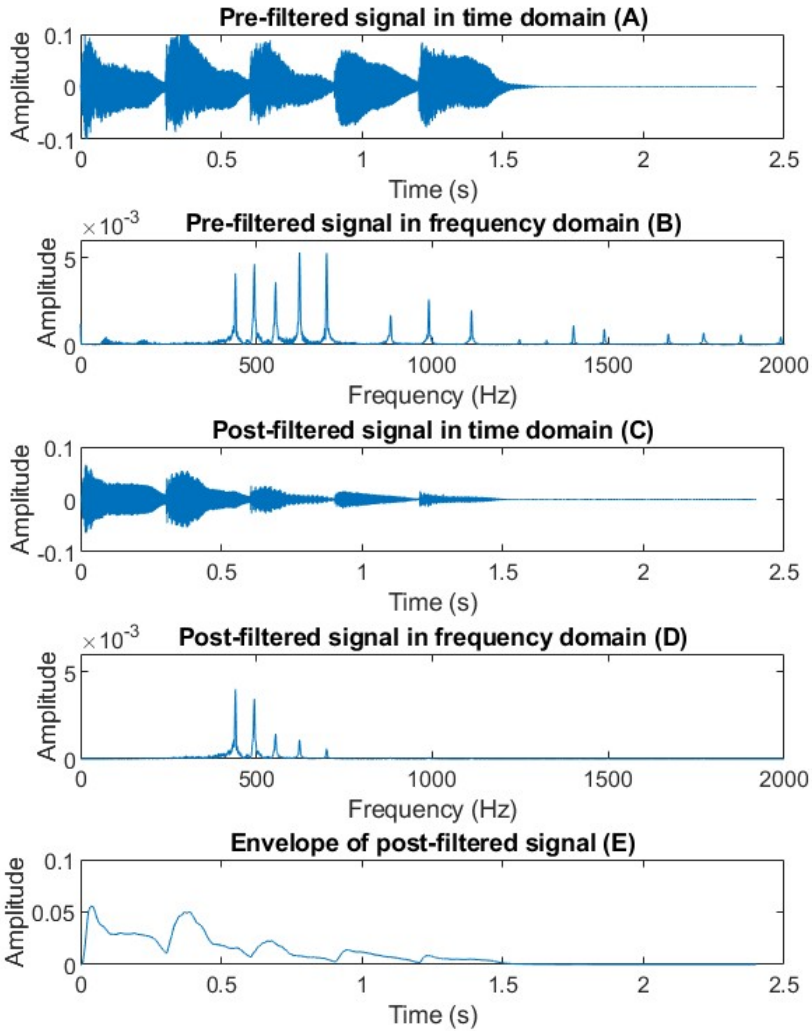 Pre-filtered signal in time domain (A)
0.1
0
-0.1
Amplitude
0 0.5 1 1.5 2 2.5
Time (s)
Pre-filtered signal in frequency domain (B)
×10⁻³
5
0
Amplitude
0 500 1000 1500 2000
Frequency (Hz)
Post-filtered signal in time domain (C)
0.1
0
-0.1
Amplitude
0 0.5 1 1.5 2 2.5
Time (s)
Post-filtered signal in frequency domain (D)
×10⁻³
5
0
Amplitude
0 500 1000 1500 2000
Frequency (Hz)
Envelope of post-filtered signal (E)
0.1
0.05
0
Amplitude
0 0.5 1 1.5 2 2.5
Time (s)